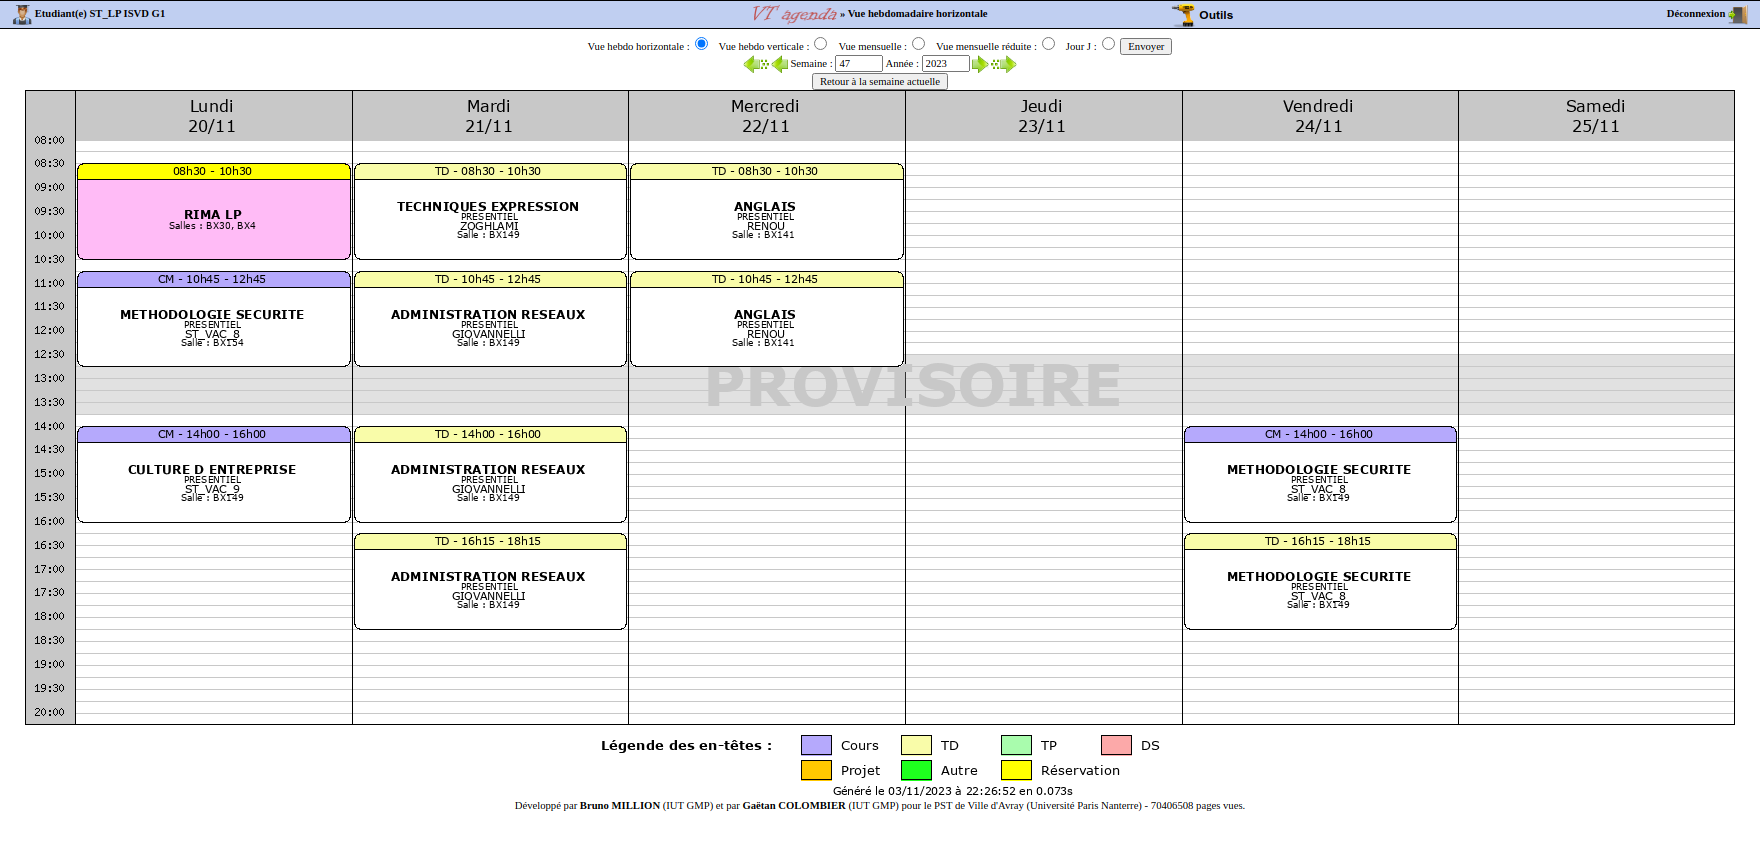 Etudiant(e) ST_LP ISVD G1
VT agenda » Vue hebdomadaire horizontale
Outils
Déconnexion
Vue hebdo horizontale : Vue hebdo verticale : Vue mensuelle : Vue mensuelle réduite : Jour J : Envoyer
Semaine : 47 Année : 2023
Retour à la semaine actuelle
Lundi Mardi Mercredi Jeudi Vendredi Samedi
20/11 21/11 22/11 23/11 24/11 25/11
08:00
08:30
09:00
09:30
10:00
10:30
11:00
11:30
12:00
12:30
13:00
13:30
14:00
14:30
15:00
15:30
16:00
16:30
17:00
17:30
18:00
18:30
19:00
19:30
20:00
08h30 - 10h30
RIMA LP
Salles : BX30, BX4
CM - 10h45 - 12h45
METHODOLOGIE SECURITE
PRESENTIEL
ST_VAC_8
Salle : BX154
CM - 14h00 - 16h00
CULTURE D ENTREPRISE
PRESENTIEL
ST_VAC_9
Salle : BX149
TD - 08h30 - 10h30
TECHNIQUES EXPRESSION
PRESENTIEL
ZOGHLAMI
Salle : BX149
TD - 10h45 - 12h45
ADMINISTRATION RESEAUX
PRESENTIEL
GIOVANNELLI
Salle : BX149
TD - 14h00 - 16h00
ADMINISTRATION RESEAUX
PRESENTIEL
GIOVANNELLI
Salle : BX149
TD - 16h15 - 18h15
ADMINISTRATION RESEAUX
PRESENTIEL
GIOVANNELLI
Salle : BX149
TD - 08h30 - 10h30
ANGLAIS
PRESENTIEL
RENOU
Salle : BX141
TD - 10h45 - 12h45
ANGLAIS
PRESENTIEL
RENOU
Salle : BX141
PROVISOIRE
CM - 14h00 - 16h00
METHODOLOGIE SECURITE
PRESENTIEL
ST_VAC_8
Salle : BX149
TD - 16h15 - 18h15
METHODOLOGIE SECURITE
PRESENTIEL
ST_VAC_8
Salle : BX149
Légende des en-têtes : Cours TD TP DS
Projet Autre Réservation
Généré le 03/11/2023 à 22:26:52 en 0.073s
Développé par Bruno MILLION (IUT GMP) et par Gaëtan COLOMBIER (IUT GMP) pour le PST de Ville d'Avray (Université Paris Nanterre) - 70406508 pages vues.